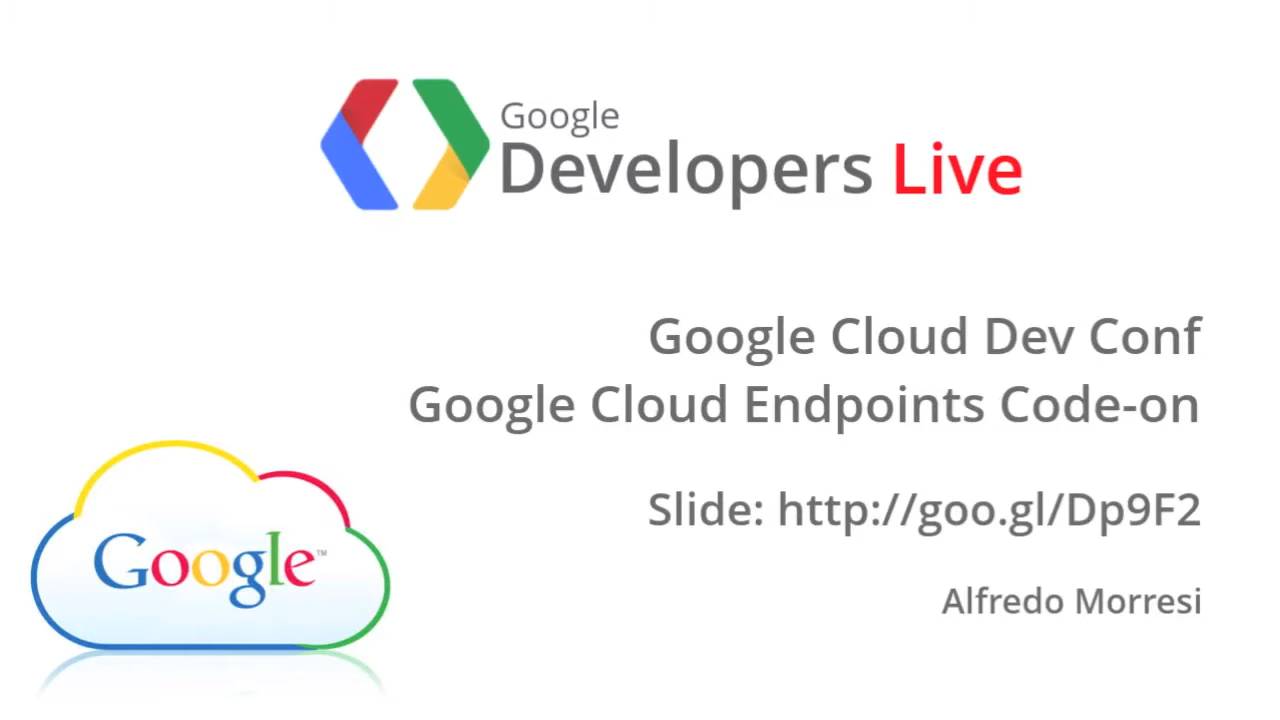 Google
Developers Live
Google Cloud Dev Conf
Google Cloud Endpoints Code-on
Slide: http://goo.gl/Dp9F2
Google™
Alfredo Morresi